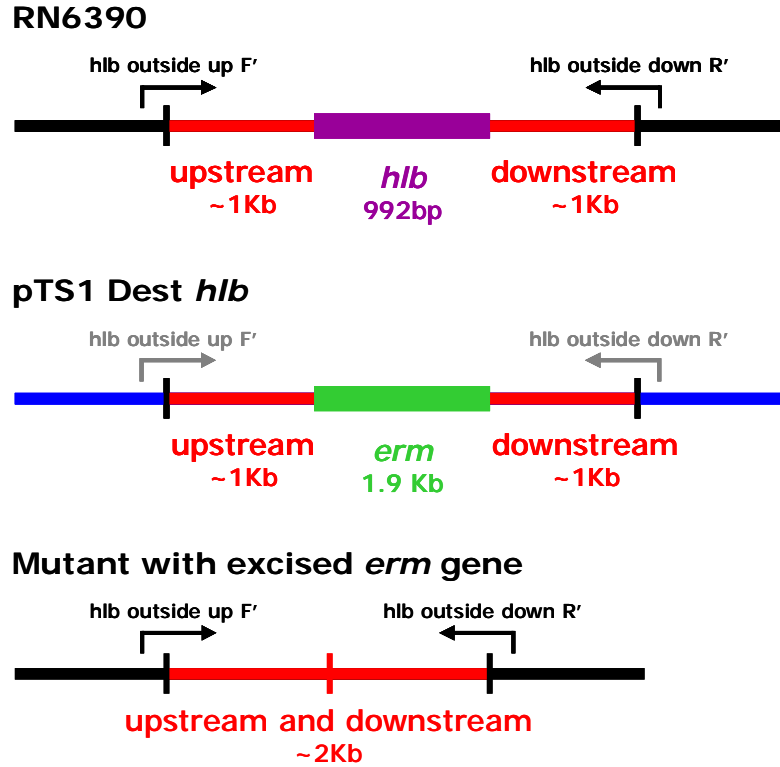 RN6390
hlb outside up F’ hlb outside down R’
upstream hlb downstream
~1Kb 992bp ~1Kb
pTS1 Dest hlb
hlb outside up F’ hlb outside down R’
upstream erm downstream
~1Kb 1.9 Kb ~1Kb
Mutant with excised erm gene
hlb outside up F’ hlb outside down R’
upstream and downstream
~2Kb